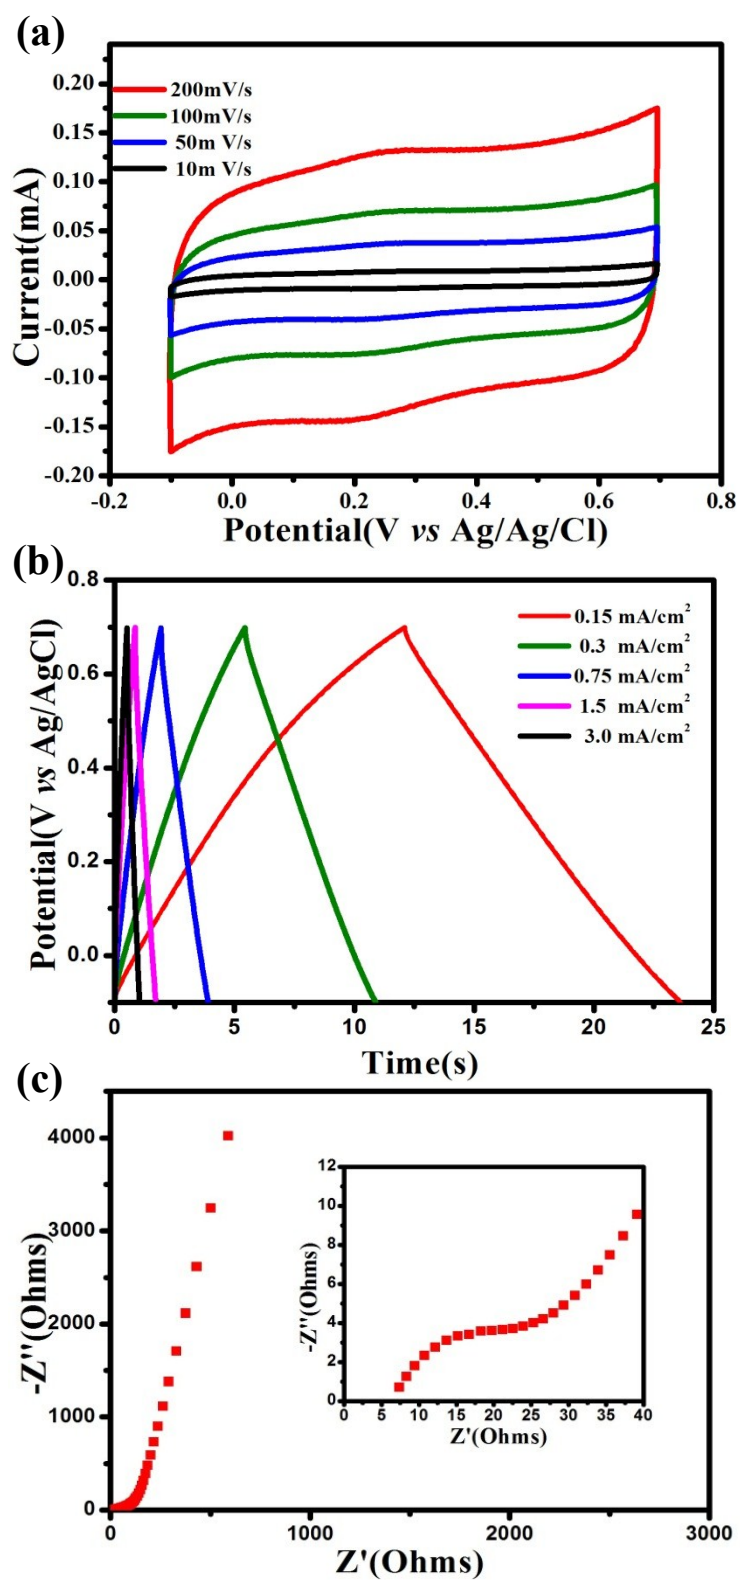 (a)
200mV/s
100mV/s
50m V/s
10m V/s
0.20
0.15
0.10
0.05
0.00
-0.05
-0.10
-0.15
-0.20
Current(mA)
-0.2 0.0 0.2 0.4 0.6 0.8
Potential(V vs Ag/Ag/Cl)
(b)
0.8
0.6
0.4
0.2
0.0
Potential(V vs Ag/AgCl)
0.15 mA/cm²
0.3 mA/cm²
0.75 mA/cm²
1.5 mA/cm²
3.0 mA/cm²
0 5 10 15 20 25
Time(s)
(c)
4000
3000
2000
1000
0
-Z''(Ohms)
12
10
8
6
4
2
0
-Z''(Ohms)
0 5 10 15 20 25 30 35 40
Z'(Ohms)
0 1000 2000 3000
Z'(Ohms)